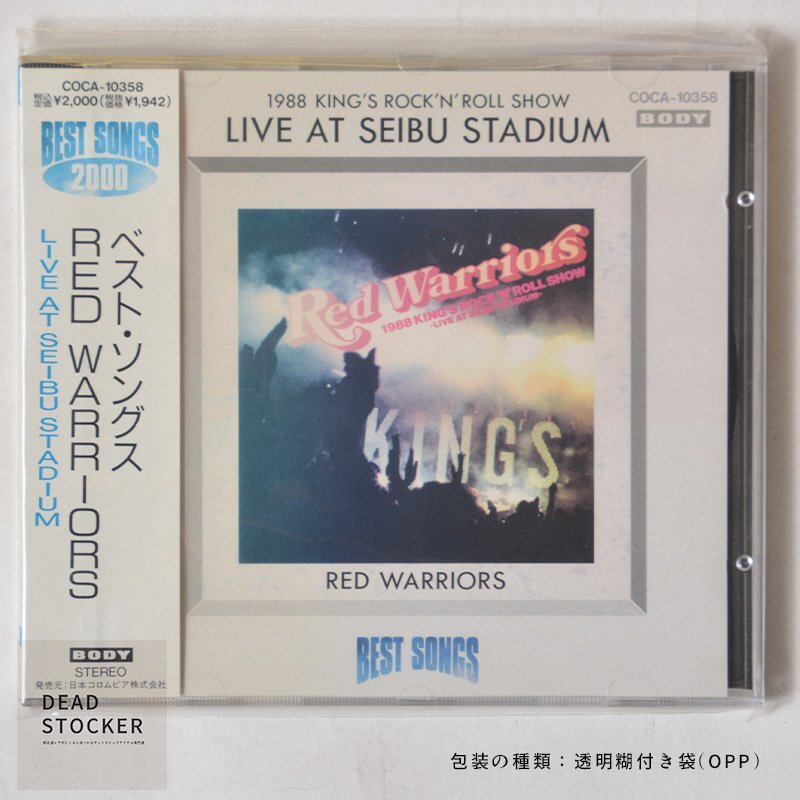 COCA-10358
税込定価¥2,000(税抜価格¥1,942)
BEST SONGS
2000
ベスト・ソングス
RED WARRIORS
LIVE AT SEIBU STADIUM
BODY
STEREO
発売元:日本コロムビア株式会社
1988 KING'S ROCK'N'ROLL SHOW
LIVE AT SEIBU STADIUM
COCA-10358
BODY
Red Warriors
1988 KING'S ROCK'N'ROLL SHOW
-LIVE AT SEIBU STADIUM-
KINGS
RED WARRIORS
BEST SONGS
DEAD
STOCKER
包装の種類：透明糊付き袋(OPP)